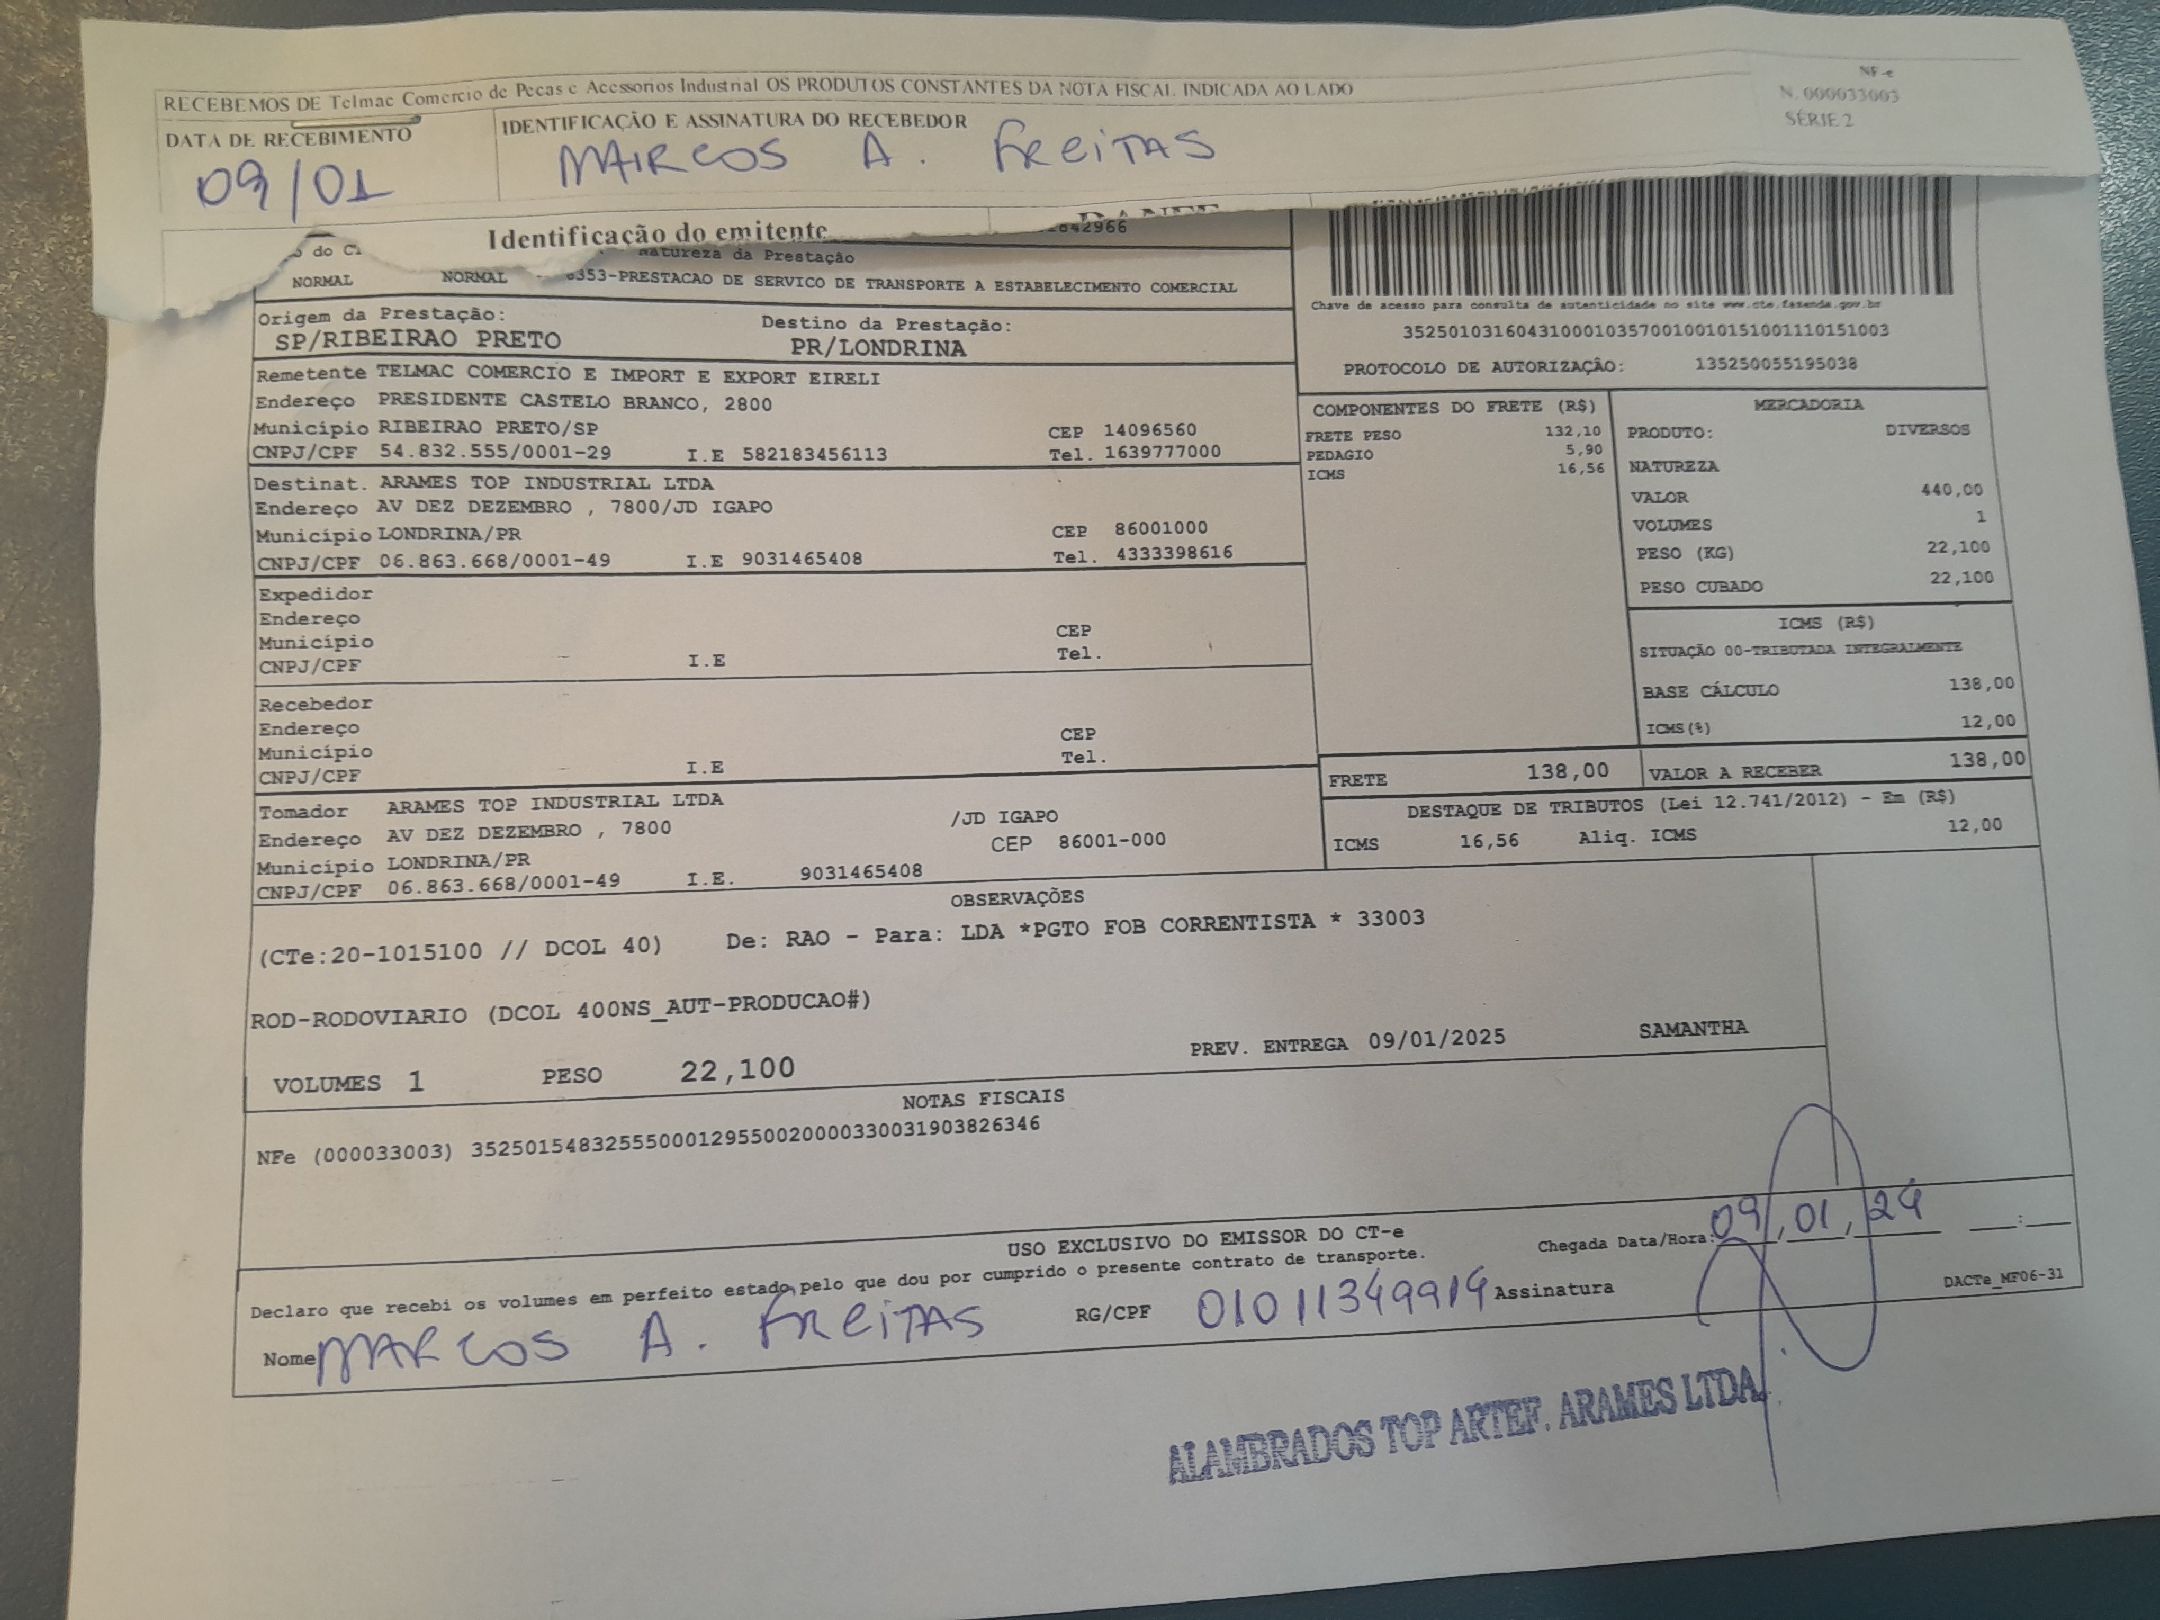 RECEBEMOS DE Telmac Comercio de Pecas e Acessorios Industrial OS PRODUTOS CONSTANTES DA NOTA FISCAL INDICADA AO LADO
NF-e
N. 000033003
SÉRIE 2
DATA DE RECEBIMENTO
09/01
IDENTIFICAÇÃO E ASSINATURA DO RECEBEDOR
MARCOS A. FREITAS
Identificação do emitente
DANFE
42966
do
Natureza da Prestação
NORMAL NORMAL 6353-PRESTACAO DE SERVICO DE TRANSPORTE A ESTABELECIMENTO COMERCIAL
Chave de acesso para consulta de autenticidade no site www.cte.fazenda.gov.br
35250103160431000103570010010151001110151003
PROTOCOLO DE AUTORIZAÇÃO: 135250055195038
Origem da Prestação:
SP/RIBEIRAO PRETO
Destino da Prestação:
PR/LONDRINA
Remetente TELMAC COMERCIO E IMPORT E EXPORT EIRELI
Endereço PRESIDENTE CASTELO BRANCO, 2800
Município RIBEIRAO PRETO/SP CEP 14096560
CNPJ/CPF 54.832.555/0001-29 I.E 582183456113 Tel. 1639777000
Destinat. ARAMES TOP INDUSTRIAL LTDA
Endereço AV DEZ DEZEMBRO , 7800/JD IGAPO
Município LONDRINA/PR CEP 86001000
CNPJ/CPF 06.863.668/0001-49 I.E 9031465408 Tel. 4333398616
Expedidor
Endereço
Município CEP
CNPJ/CPF I.E Tel.
Recebedor
Endereço
Município CEP
CNPJ/CPF I.E Tel.
Tomador ARAMES TOP INDUSTRIAL LTDA
Endereço AV DEZ DEZEMBRO , 7800 /JD IGAPO
Município LONDRINA/PR CEP 86001-000
CNPJ/CPF 06.863.668/0001-49 I.E. 9031465408
COMPONENTES DO FRETE (R$)
FRETE PESO 132,10
PEDAGIO 5,90
ICMS 16,56
MERCADORIA
PRODUTO: DIVERSOS
NATUREZA
VALOR 440,00
VOLUMES 1
PESO (KG) 22,100
PESO CUBADO 22,100
ICMS (R$)
SITUAÇÃO 00-TRIBUTADA INTEGRALMENTE
BASE CÁLCULO 138,00
ICMS(%) 12,00
FRETE 138,00 VALOR A RECEBER 138,00
DESTAQUE DE TRIBUTOS (Lei 12.741/2012) - Em (R$)
ICMS 16,56 Aliq. ICMS 12,00
OBSERVAÇÕES
(CTe:20-1015100 // DCOL 40) De: RAO - Para: LDA *PGTO FOB CORRENTISTA * 33003
ROD-RODOVIARIO (DCOL 400NS_AUT-PRODUCAO#)
VOLUMES 1 PESO 22,100 PREV. ENTREGA 09/01/2025 SAMANTHA
NOTAS FISCAIS
NFe (000033003) 35250154832555000129550020000330031903826346
USO EXCLUSIVO DO EMISSOR DO CT-e
Declaro que recebi os volumes em perfeito estado pelo que dou por cumprido o presente contrato de transporte.
Chegada Data/Hora: 09,01,24 __:__
Nome MARCOS A. FREITAS RG/CPF 01011349914 Assinatura
DACTe_MF06-31
ALAMBRADOS TOP ARTEF. ARAMES LTDA.